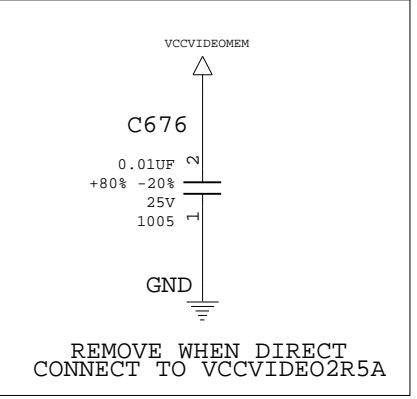 VCCVIDEOMEM
C676
0.01UF 2
+80% -20%
25V
1005 1
GND
REMOVE WHEN DIRECT
CONNECT TO VCCVIDEO2R5A